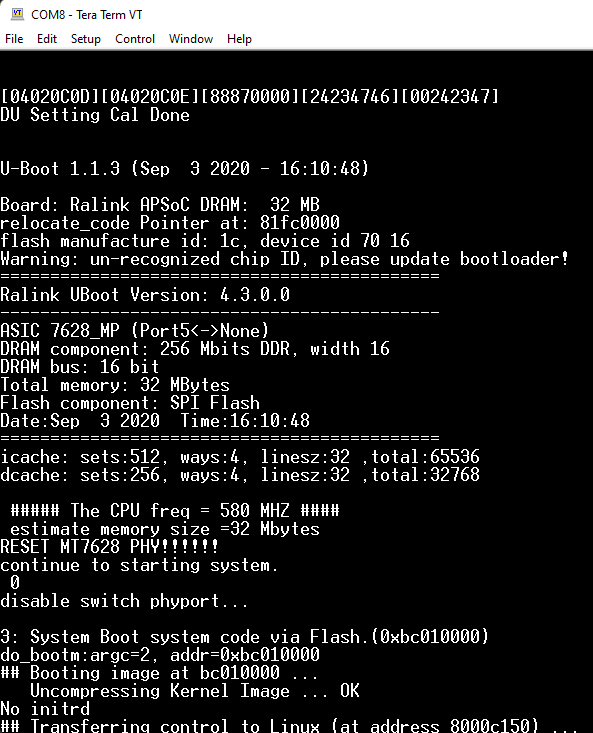 COM8 - Tera Term VT
File Edit Setup Control Window Help
[04020C0D][04020C0E][88870000][24234746][00242347]
DU Setting Cal Done
U-Boot 1.1.3 (Sep  3 2020 - 16:10:48)
Board: Ralink APSoC DRAM:  32 MB
relocate_code Pointer at: 81fc0000
flash manufacture id: 1c, device id 70 16
Warning: un-recognized chip ID, please update bootloader!
============================================
Ralink UBoot Version: 4.3.0.0
--------------------------------------------
ASIC 7628_MP (Port5<->None)
DRAM component: 256 Mbits DDR, width 16
DRAM bus: 16 bit
Total memory: 32 MBytes
Flash component: SPI Flash
Date:Sep  3 2020  Time:16:10:48
============================================
icache: sets:512, ways:4, linesz:32 ,total:65536
dcache: sets:256, ways:4, linesz:32 ,total:32768
 ##### The CPU freq = 580 MHZ ####
 estimate memory size =32 Mbytes
RESET MT7628 PHY!!!!!!
continue to starting system.
 0
disable switch phyport...
3: System Boot system code via Flash.(0xbc010000)
do_bootm:argc=2, addr=0xbc010000
## Booting image at bc010000 ...
   Uncompressing Kernel Image ... OK
No initrd
## Transferring control to Linux (at address 8000c150) ...